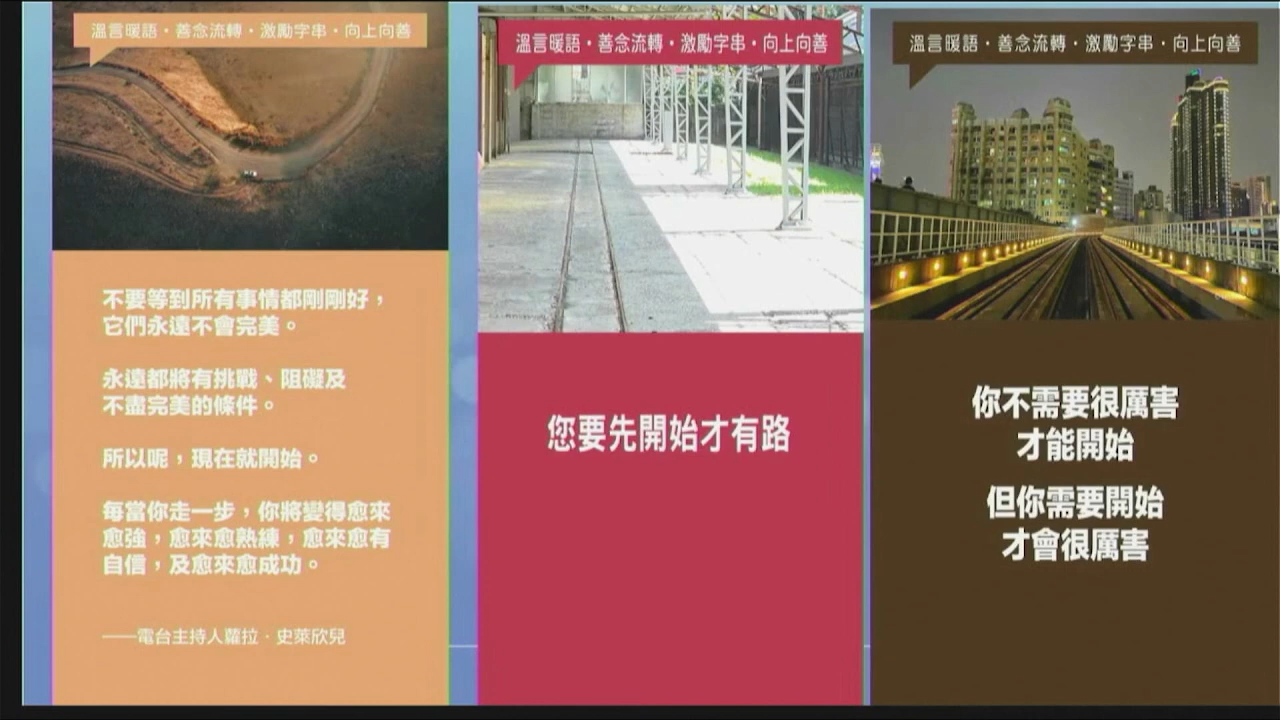 溫言暖語·善念流轉·激勵字串·向上向善
不要等到所有事情都剛剛好，
它們永遠不會完美。
永遠都將有挑戰、阻礙及
不盡完美的條件。
所以呢，現在就開始。
每當你走一步，你將變得愈來
愈強，愈來愈熟練，愈來愈有
自信，及愈來愈成功。
——電台主持人蘿拉·史萊欣兒
溫言暖語·善念流轉·激勵字串·向上向善
您要先開始才有路
溫言暖語·善念流轉·激勵字串·向上向善
你不需要很厲害
才能開始
但你需要開始
才會很厲害